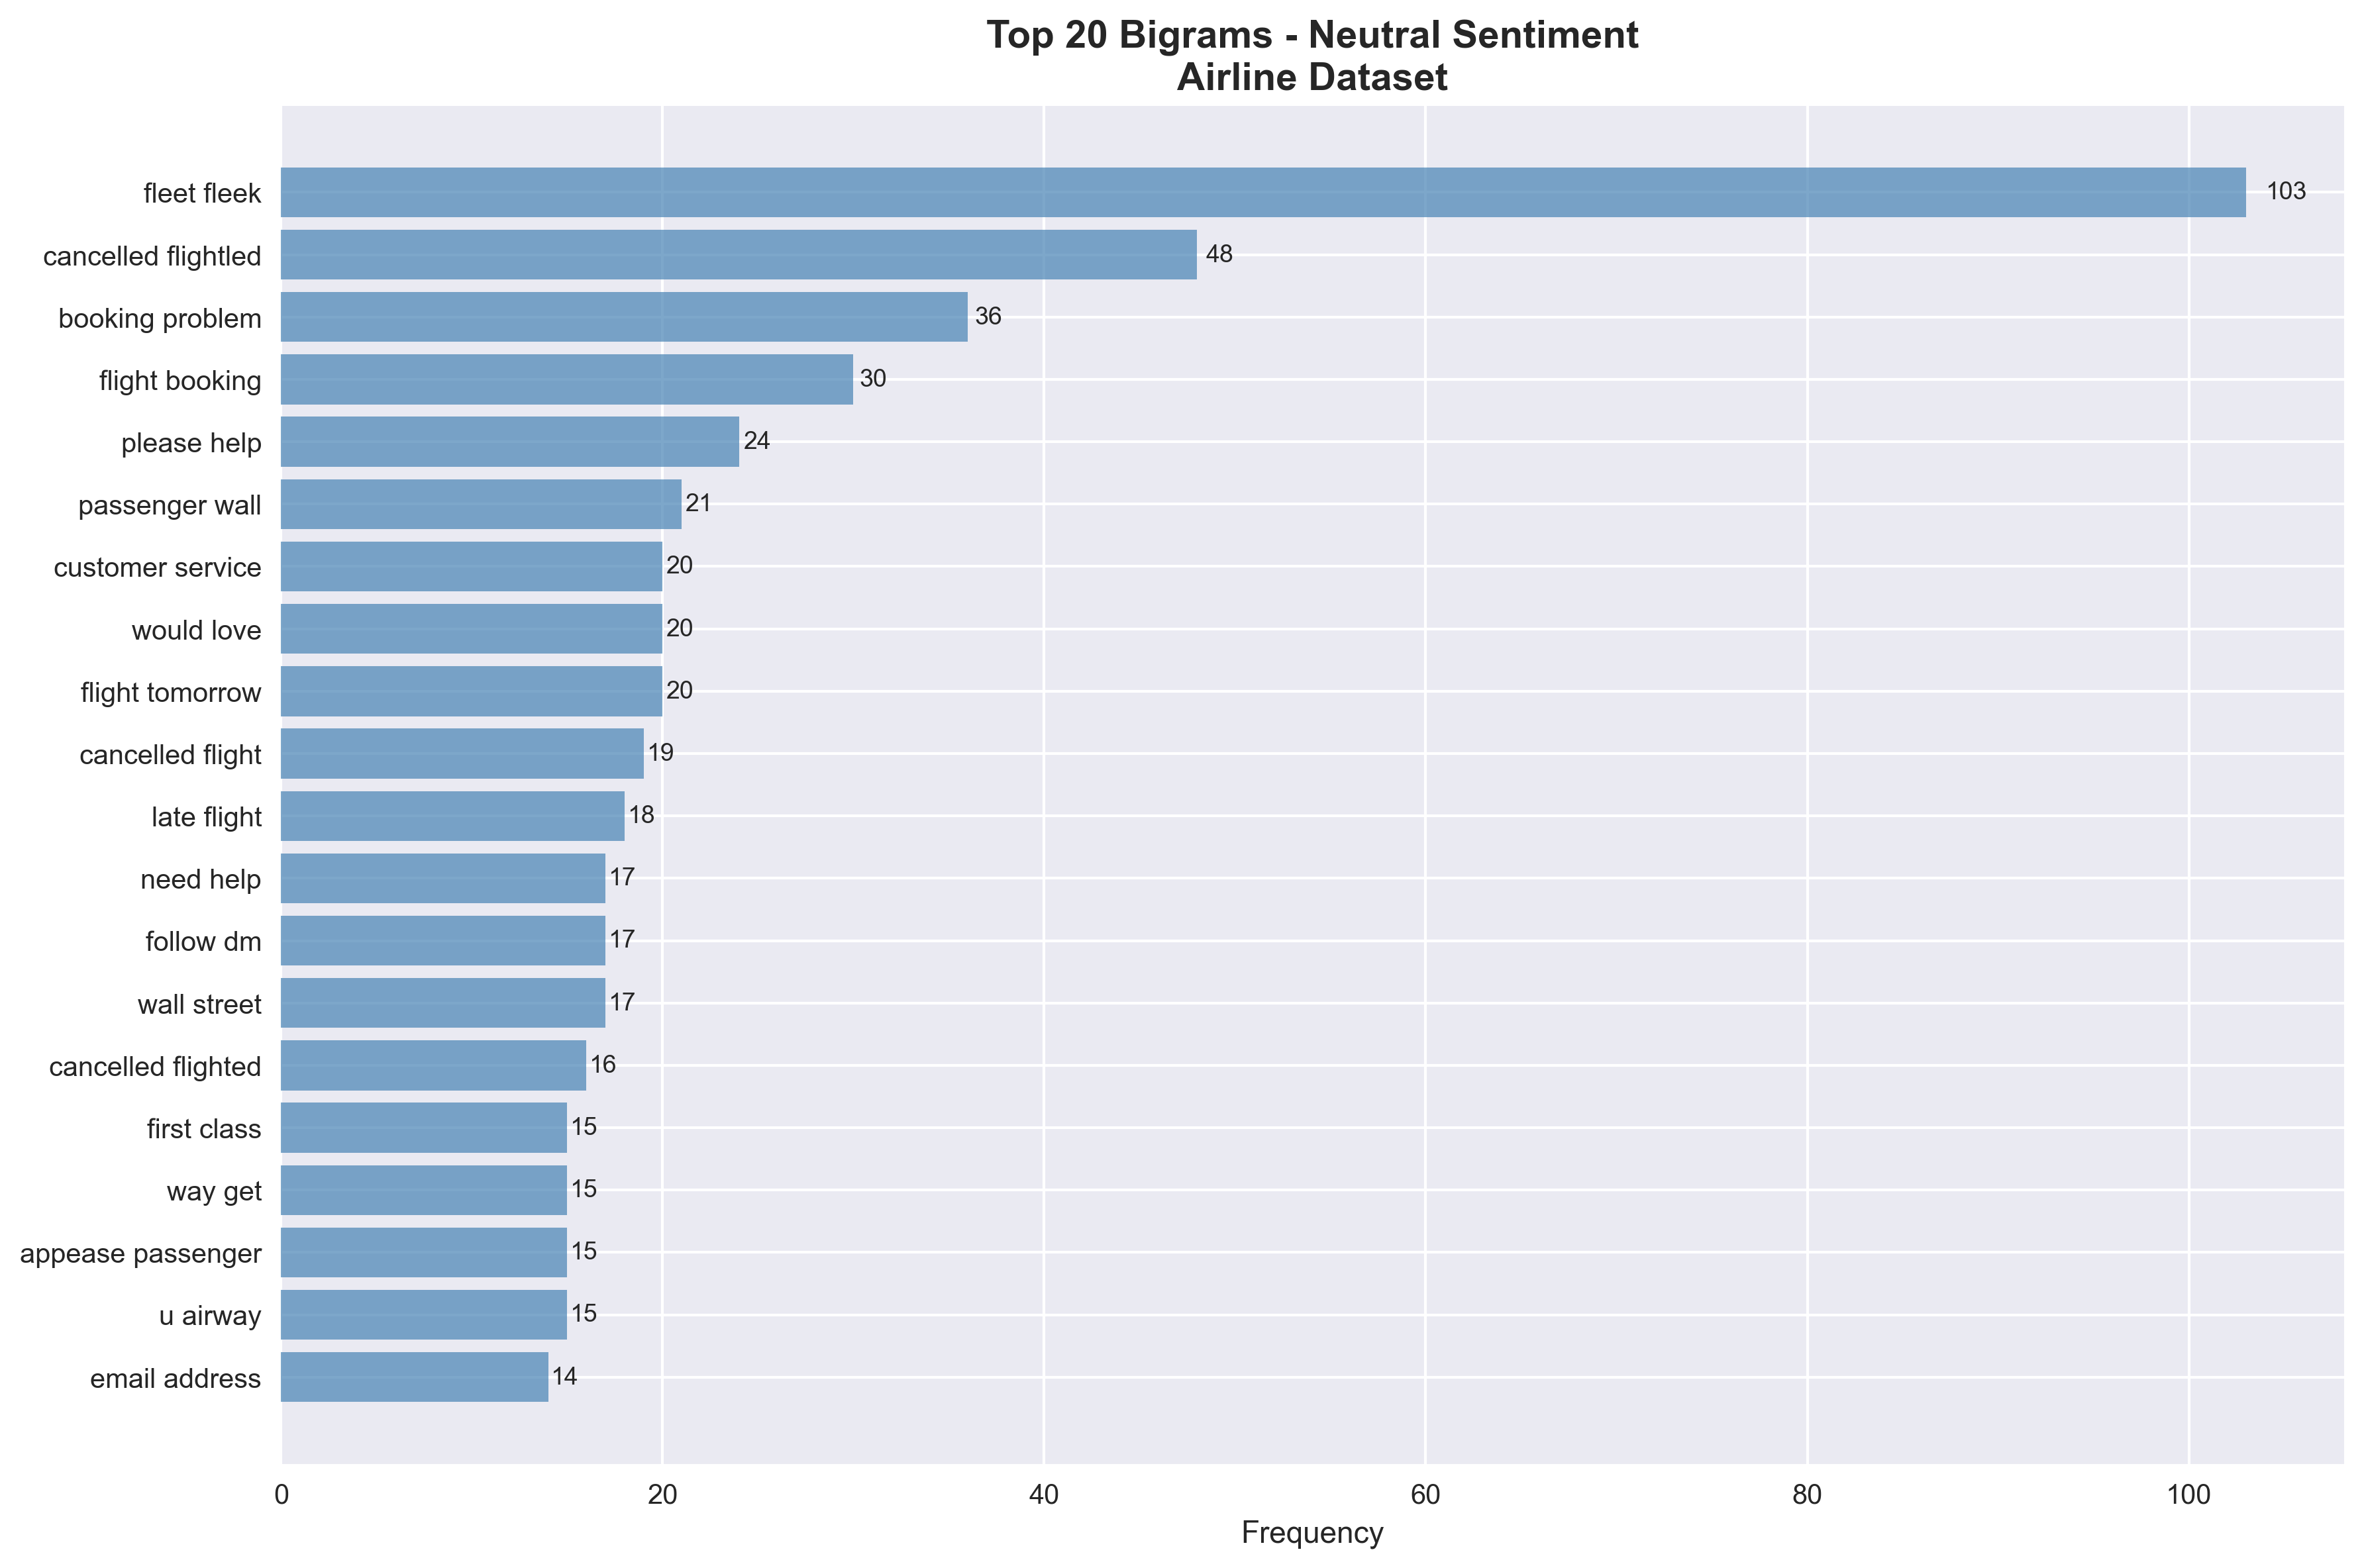 Top 20 Bigrams - Neutral Sentiment
Airline Dataset
fleet fleek 103
cancelled flightled 48
booking problem 36
flight booking 30
please help 24
passenger wall 21
customer service 20
would love 20
flight tomorrow 20
cancelled flight 19
late flight 18
need help 17
follow dm 17
wall street 17
cancelled flighted 16
first class 15
way get 15
appease passenger 15
u airway 15
email address 14
0 20 40 60 80 100
Frequency